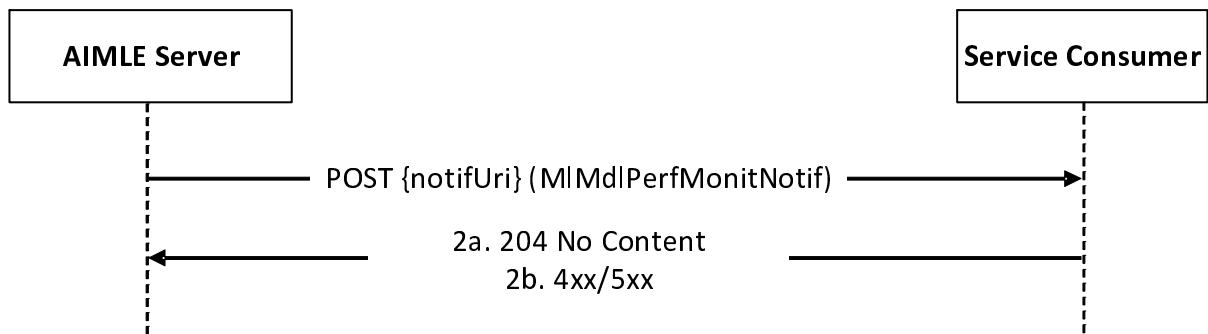 AIMLE Server
Service Consumer
POST {notifUri} (MlMdlPerfMonitNotif)
2a. 204 No Content
2b. 4xx/5xx